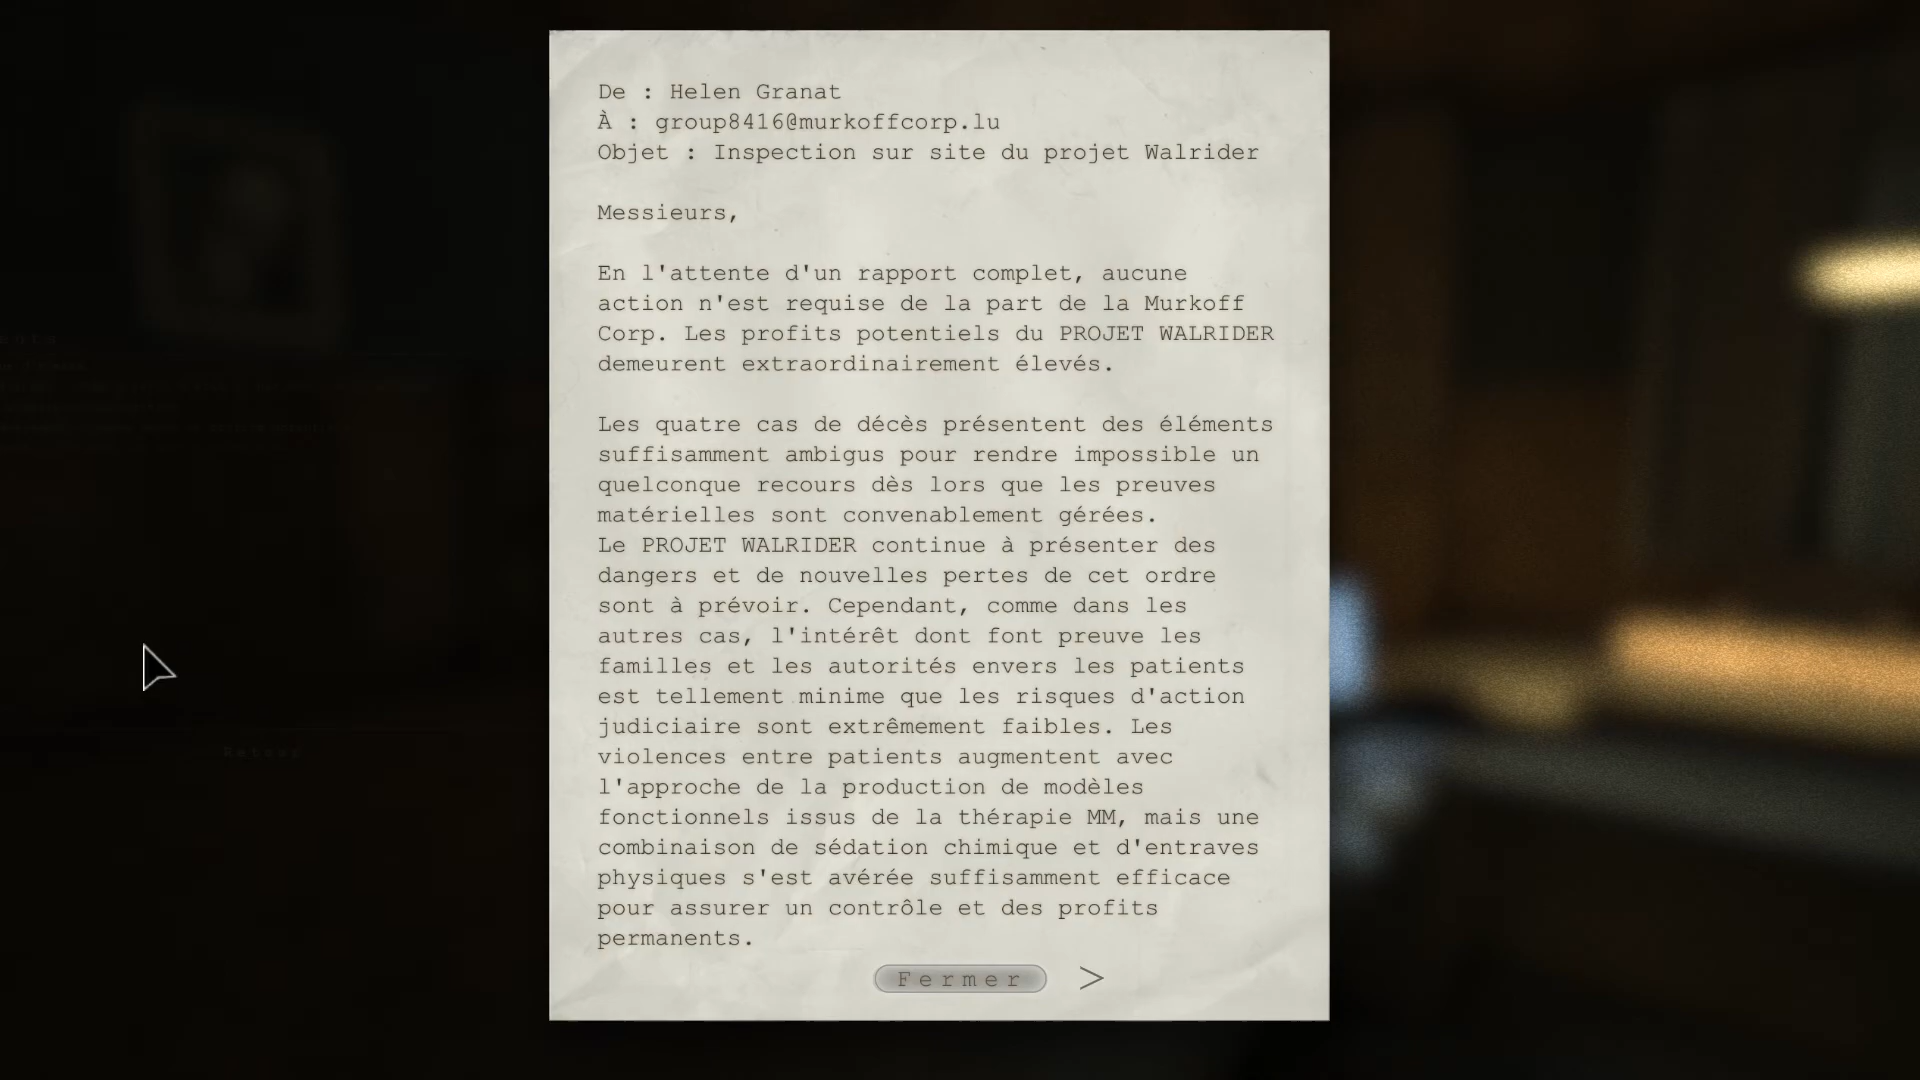 De : Helen Granat
À : group8416@murkoffcorp.lu
Objet : Inspection sur site du projet Walrider
Messieurs,
En l'attente d'un rapport complet, aucune
action n'est requise de la part de la Murkoff
Corp. Les profits potentiels du PROJET WALRIDER
demeurent extraordinairement élevés.
Les quatre cas de décès présentent des éléments
suffisamment ambigus pour rendre impossible un
quelconque recours dès lors que les preuves
matérielles sont convenablement gérées.
Le PROJET WALRIDER continue à présenter des
dangers et de nouvelles pertes de cet ordre
sont à prévoir. Cependant, comme dans les
autres cas, l'intérêt dont font preuve les
familles et les autorités envers les patients
est tellement minime que les risques d'action
judiciaire sont extrêmement faibles. Les
violences entre patients augmentent avec
l'approche de la production de modèles
fonctionnels issus de la thérapie MM, mais une
combinaison de sédation chimique et d'entraves
physiques s'est avérée suffisamment efficace
pour assurer un contrôle et des profits
permanents.
Fermer >
Retour